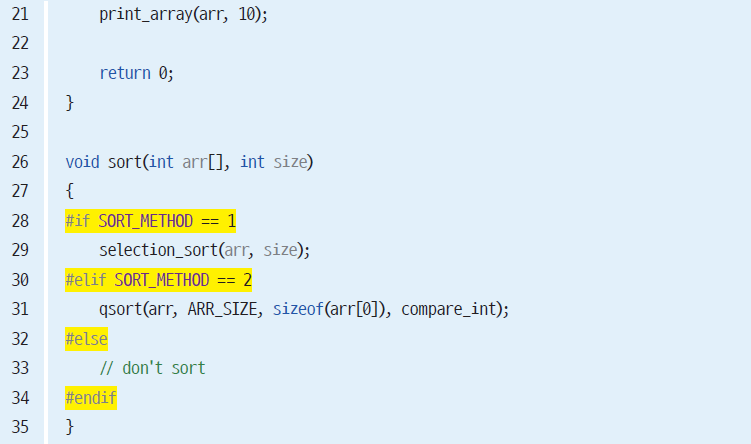 21 print_array(arr, 10);
22
23 return 0;
24 }
25
26 void sort(int arr[], int size)
27 {
28 #if SORT_METHOD == 1
29 selection_sort(arr, size);
30 #elif SORT_METHOD == 2
31 qsort(arr, ARR_SIZE, sizeof(arr[0]), compare_int);
32 #else
33 // don't sort
34 #endif
35 }